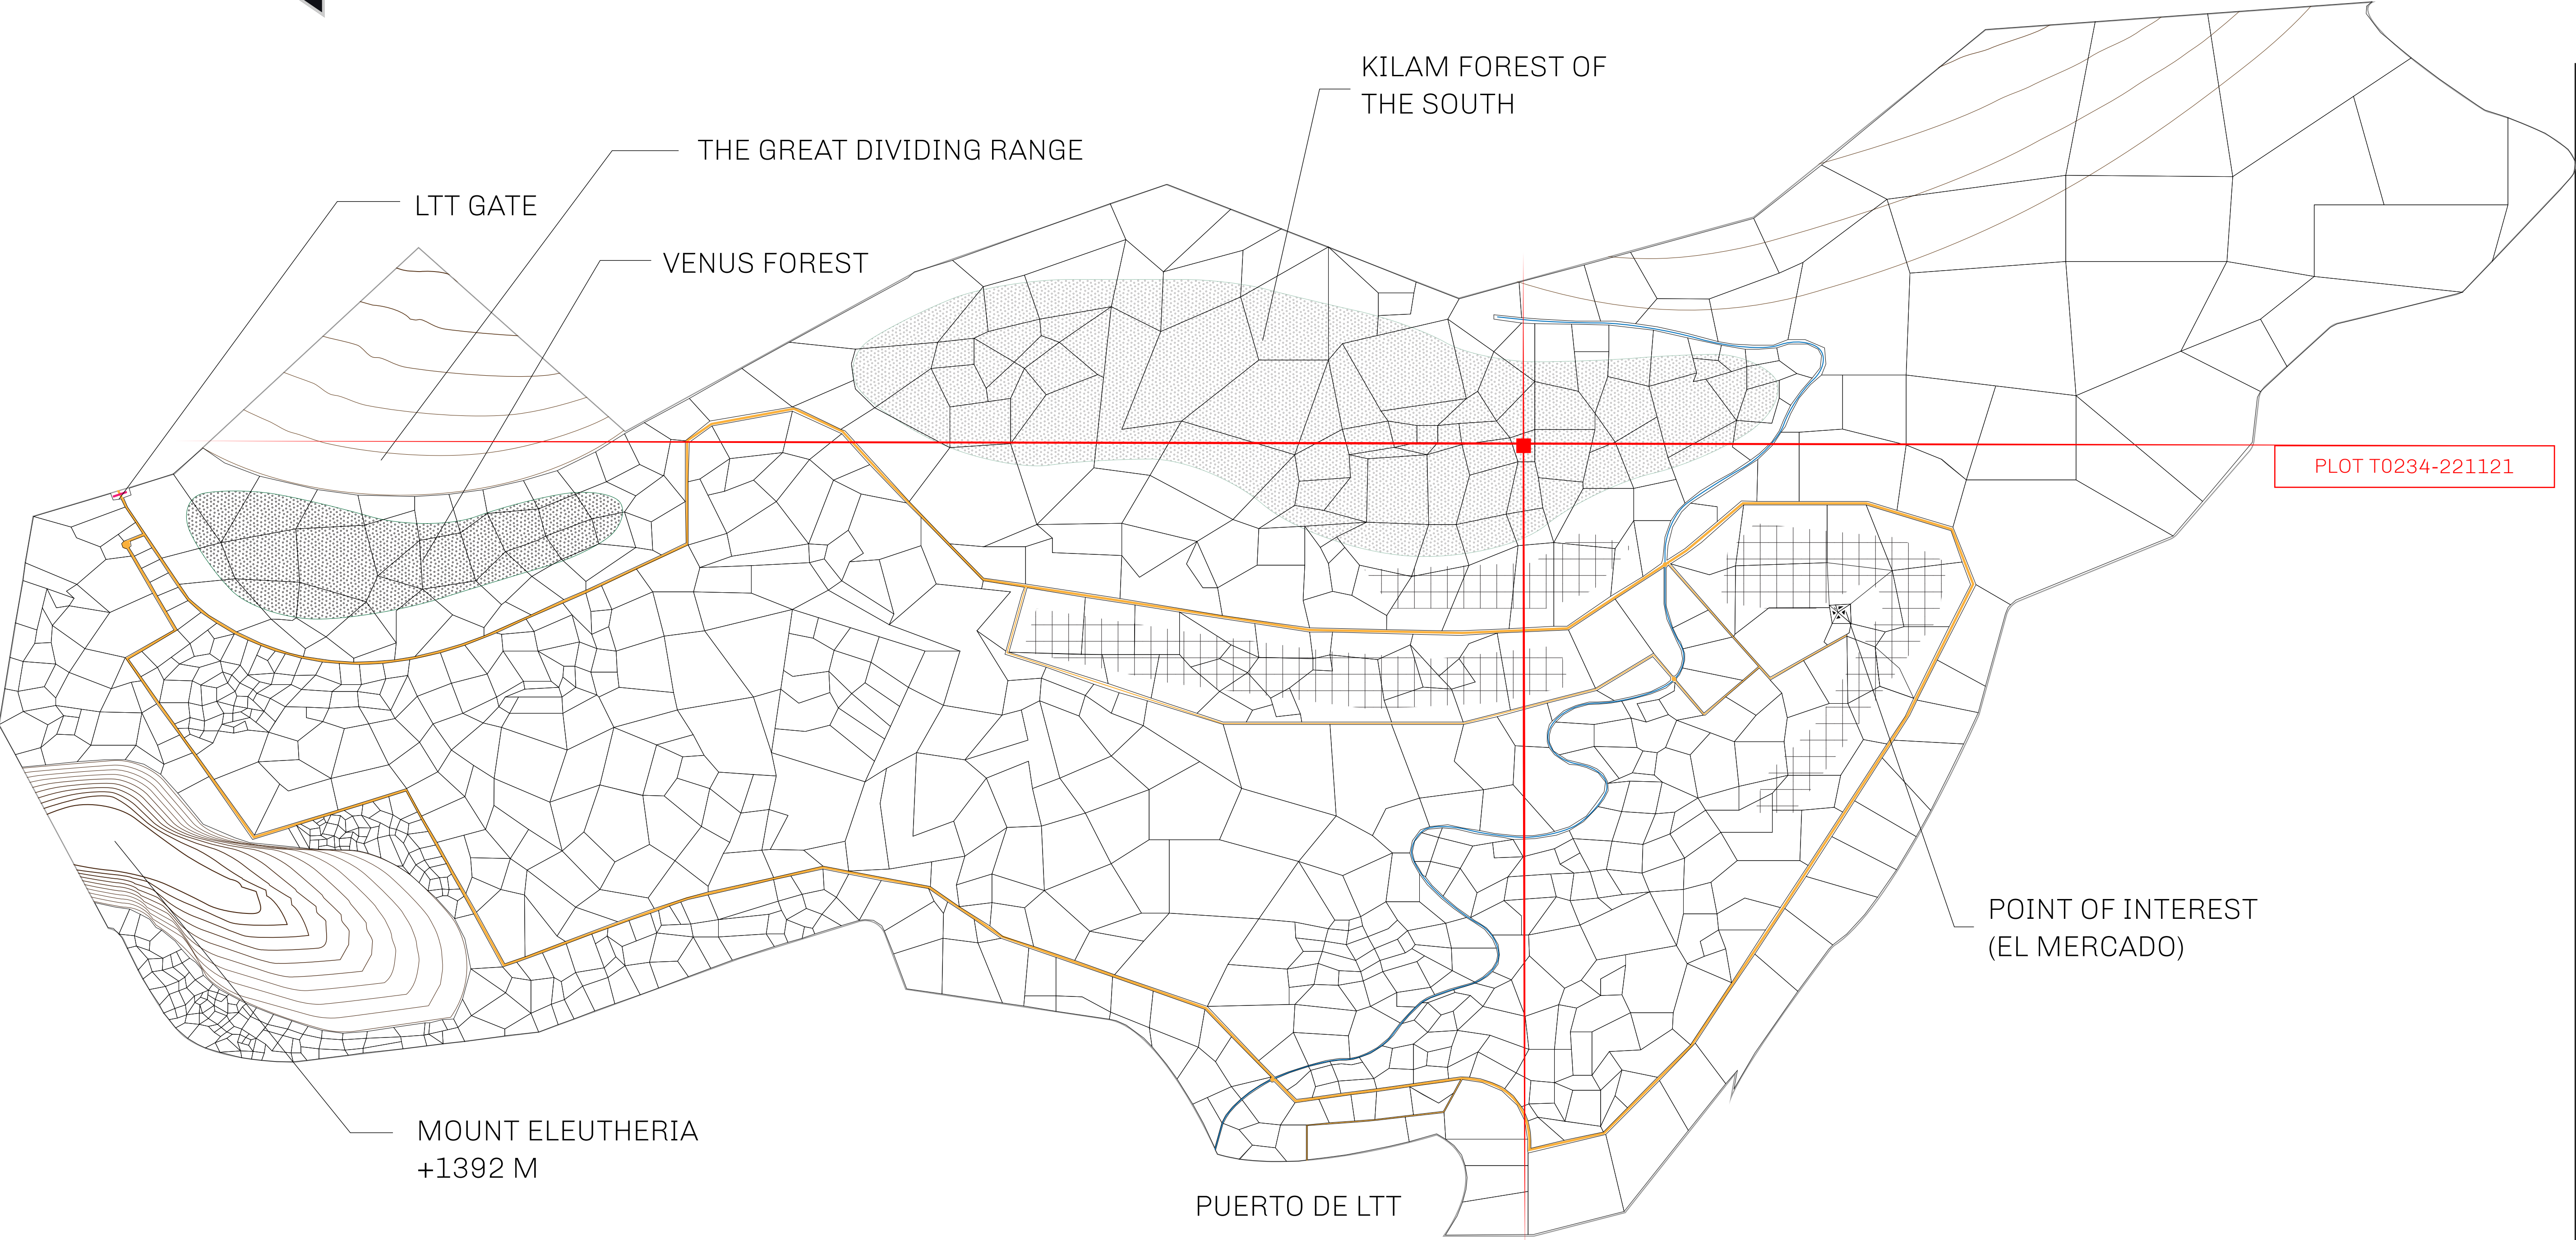 KILAM FOREST OF
THE SOUTH
THE GREAT DIVIDING RANGE
LTT GATE
VENUS FOREST
PLOT T0234-221121
POINT OF INTEREST
(EL MERCADO)
MOUNT ELEUTHERIA
+1392 M
PUERTO DE LTT